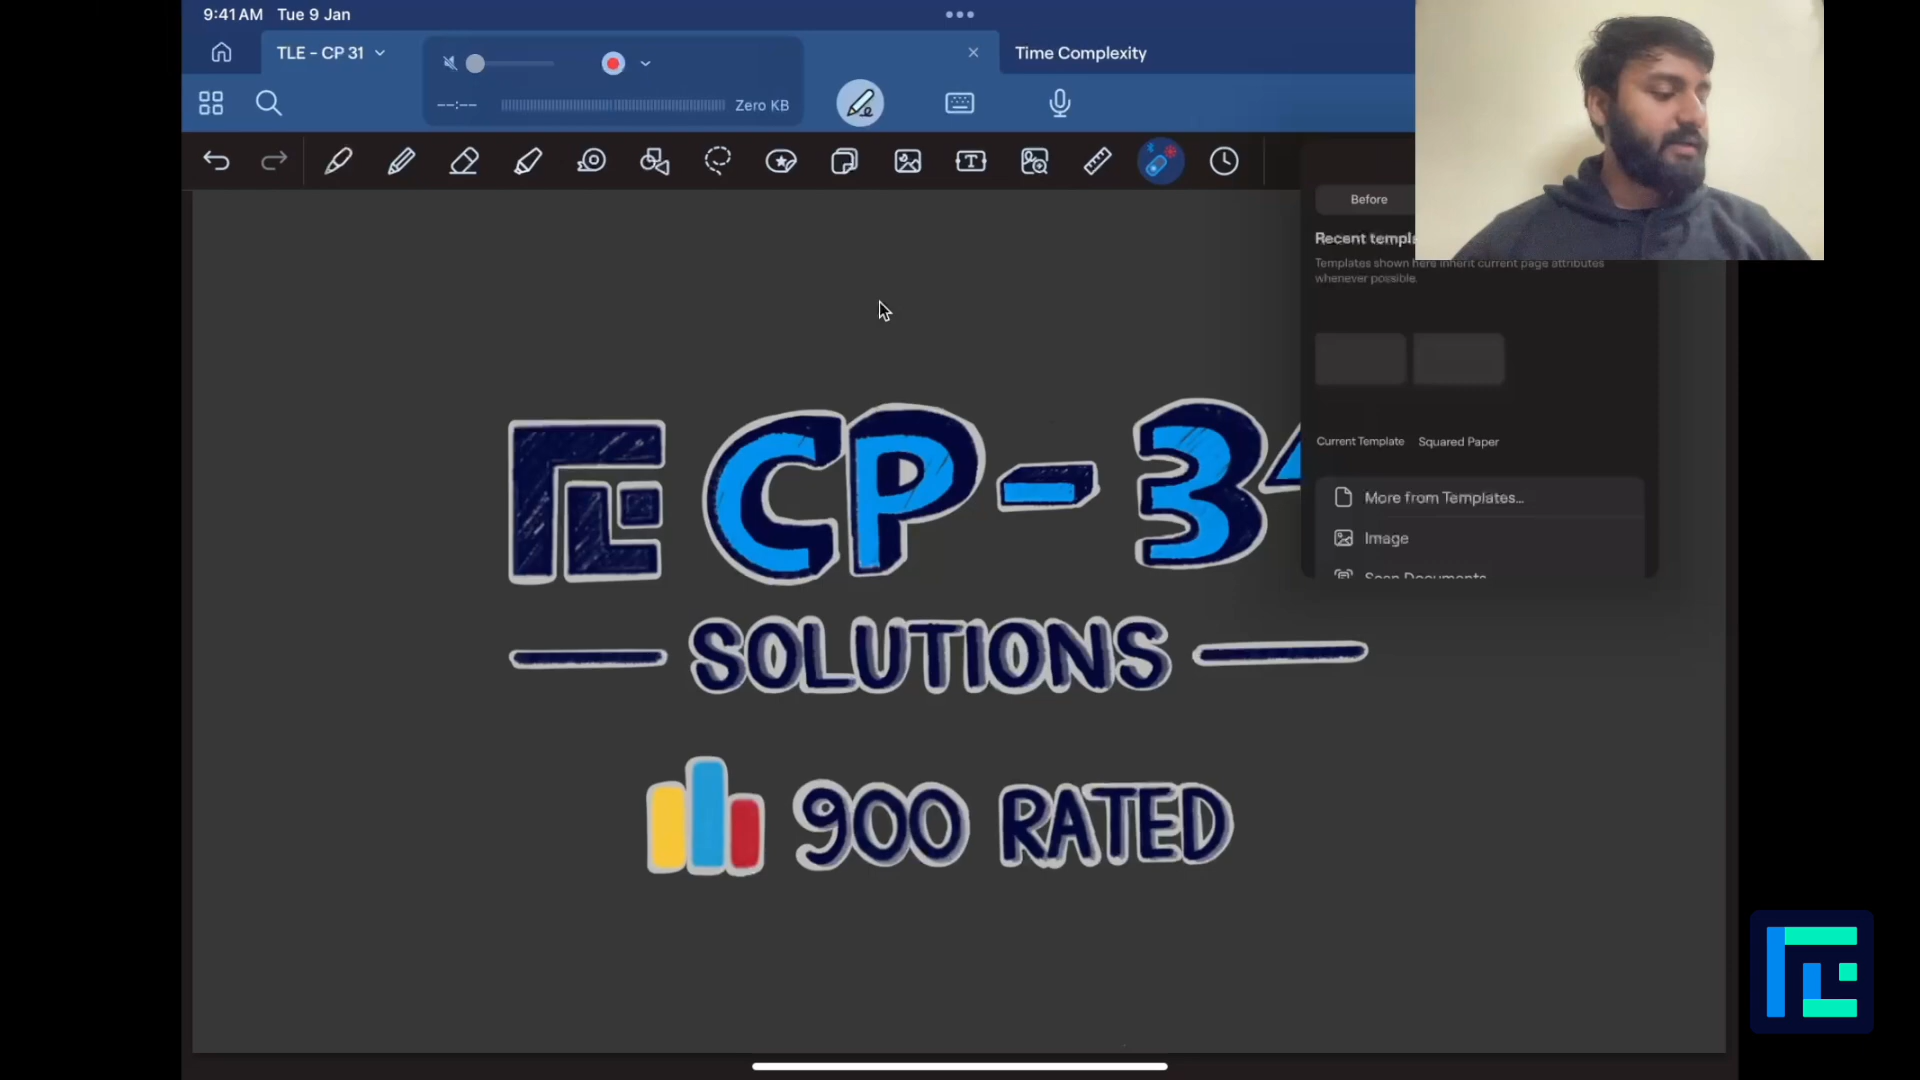 9:41 AM Tue 9 Jan
TLE - CP 31
Time Complexity
--:--
Zero KB
Before
Recent templ
Templates shown here inherit current page attributes
whenever possible.
Current Template Squared Paper
More from Templates...
Image
Scan Documents
CP - 3
SOLUTIONS
900 RATED